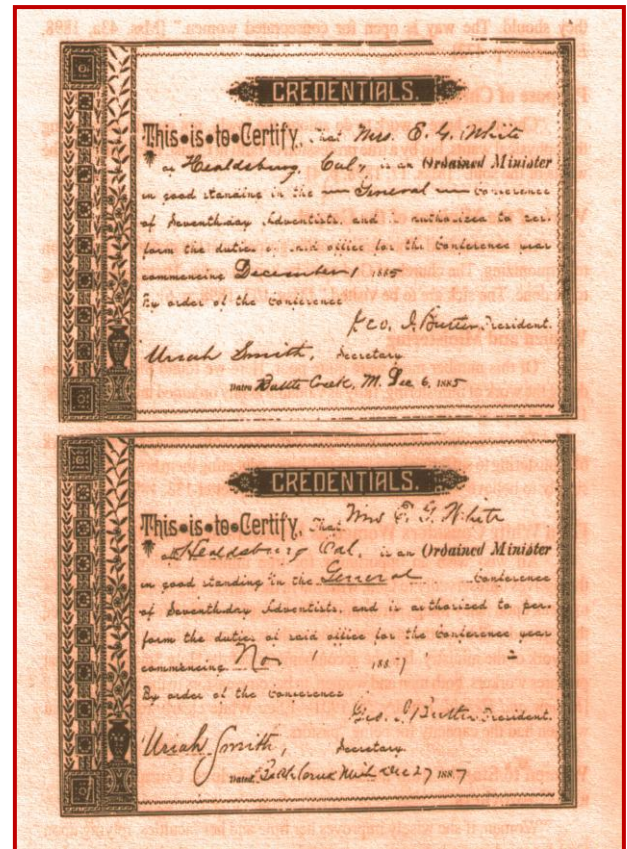 CREDENTIALS.
This is to Certify, That Mrs. E. G. White
of Healdsburg, Cal, is an Ordained Minister
in good standing in the General Conference
of Seventh-day Adventists, and is authorized to per-
form the duties of said office for the Conference year
commencing December 1 1885
By order of the Conference
Geo. I. Butler, President.
Uriah Smith, Secretary
Dated Battle Creek, M. Dec 6, 1885
CREDENTIALS.
This is to Certify, That Mrs E. G. White
of Healdsburg Cal, is an Ordained Minister
in good standing in the General Conference
of Seventh-day Adventists, and is authorized to per-
form the duties of said office for the Conference year
commencing 1887
By order of the Conference
Geo. I. Butler President.
Uriah Smith, Secretary
Dated Battle Creek Mich Dec 27 1887